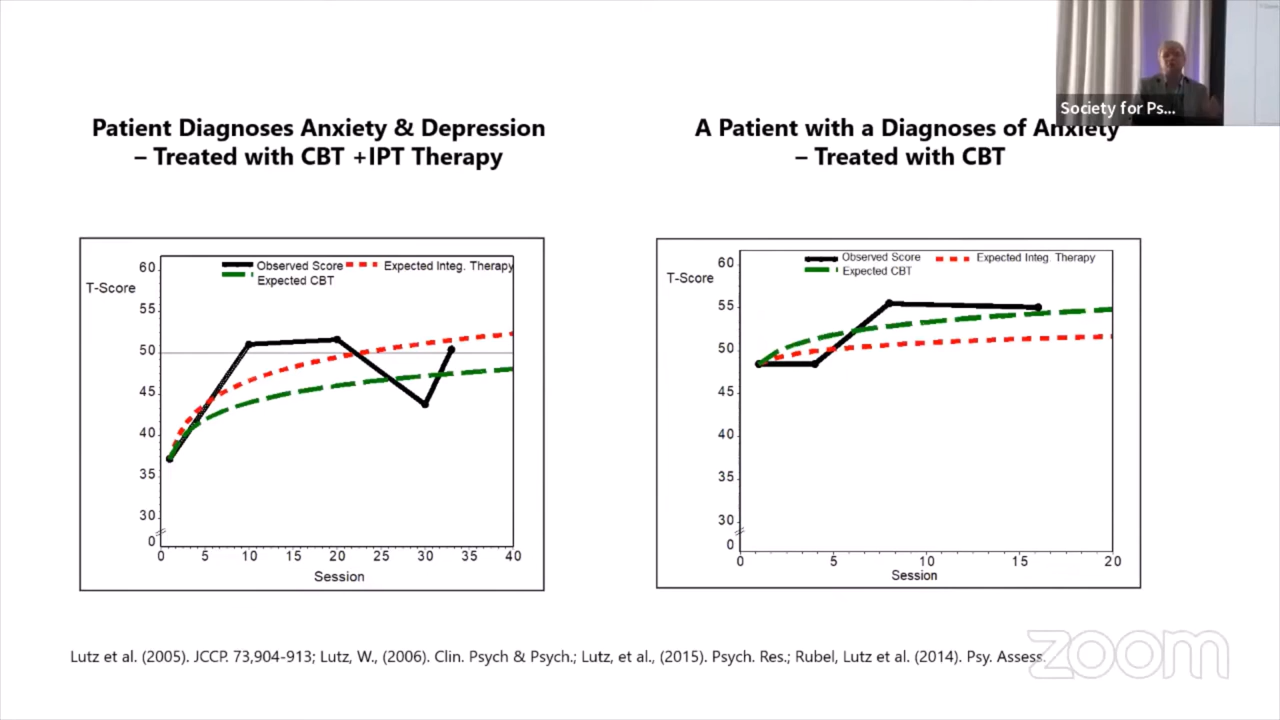 Society for Ps...
Patient Diagnoses Anxiety & Depression
– Treated with CBT +IPT Therapy
A Patient with a Diagnoses of Anxiety
– Treated with CBT
T-Score
60
55
50
45
40
35
30
0
Observed Score
Expected Integ. Therapy
Expected CBT
0 5 10 15 20 25 30 35 40
Session
T-Score
60
55
50
45
40
35
30
0
Observed Score
Expected Integ. Therapy
Expected CBT
0 5 10 15 20
Session
Lutz et al. (2005). JCCP. 73,904-913; Lutz, W., (2006). Clin. Psych & Psych.; Lutz, et al., (2015). Psych. Res.; Rubel, Lutz et al. (2014). Psy. Assess.
zoom